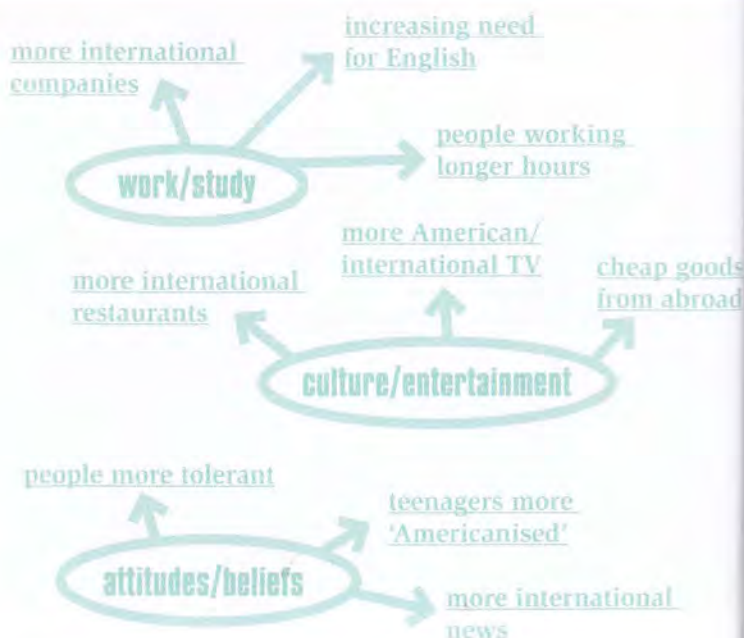 increasing need
for English
more international
companies
people working
longer hours
work/study
more American/
international TV
more international
restaurants
cheap goods
from abroad
culture/entertainment
people more tolerant
teenagers more
'Americanised'
attitudes/beliefs
more international
news